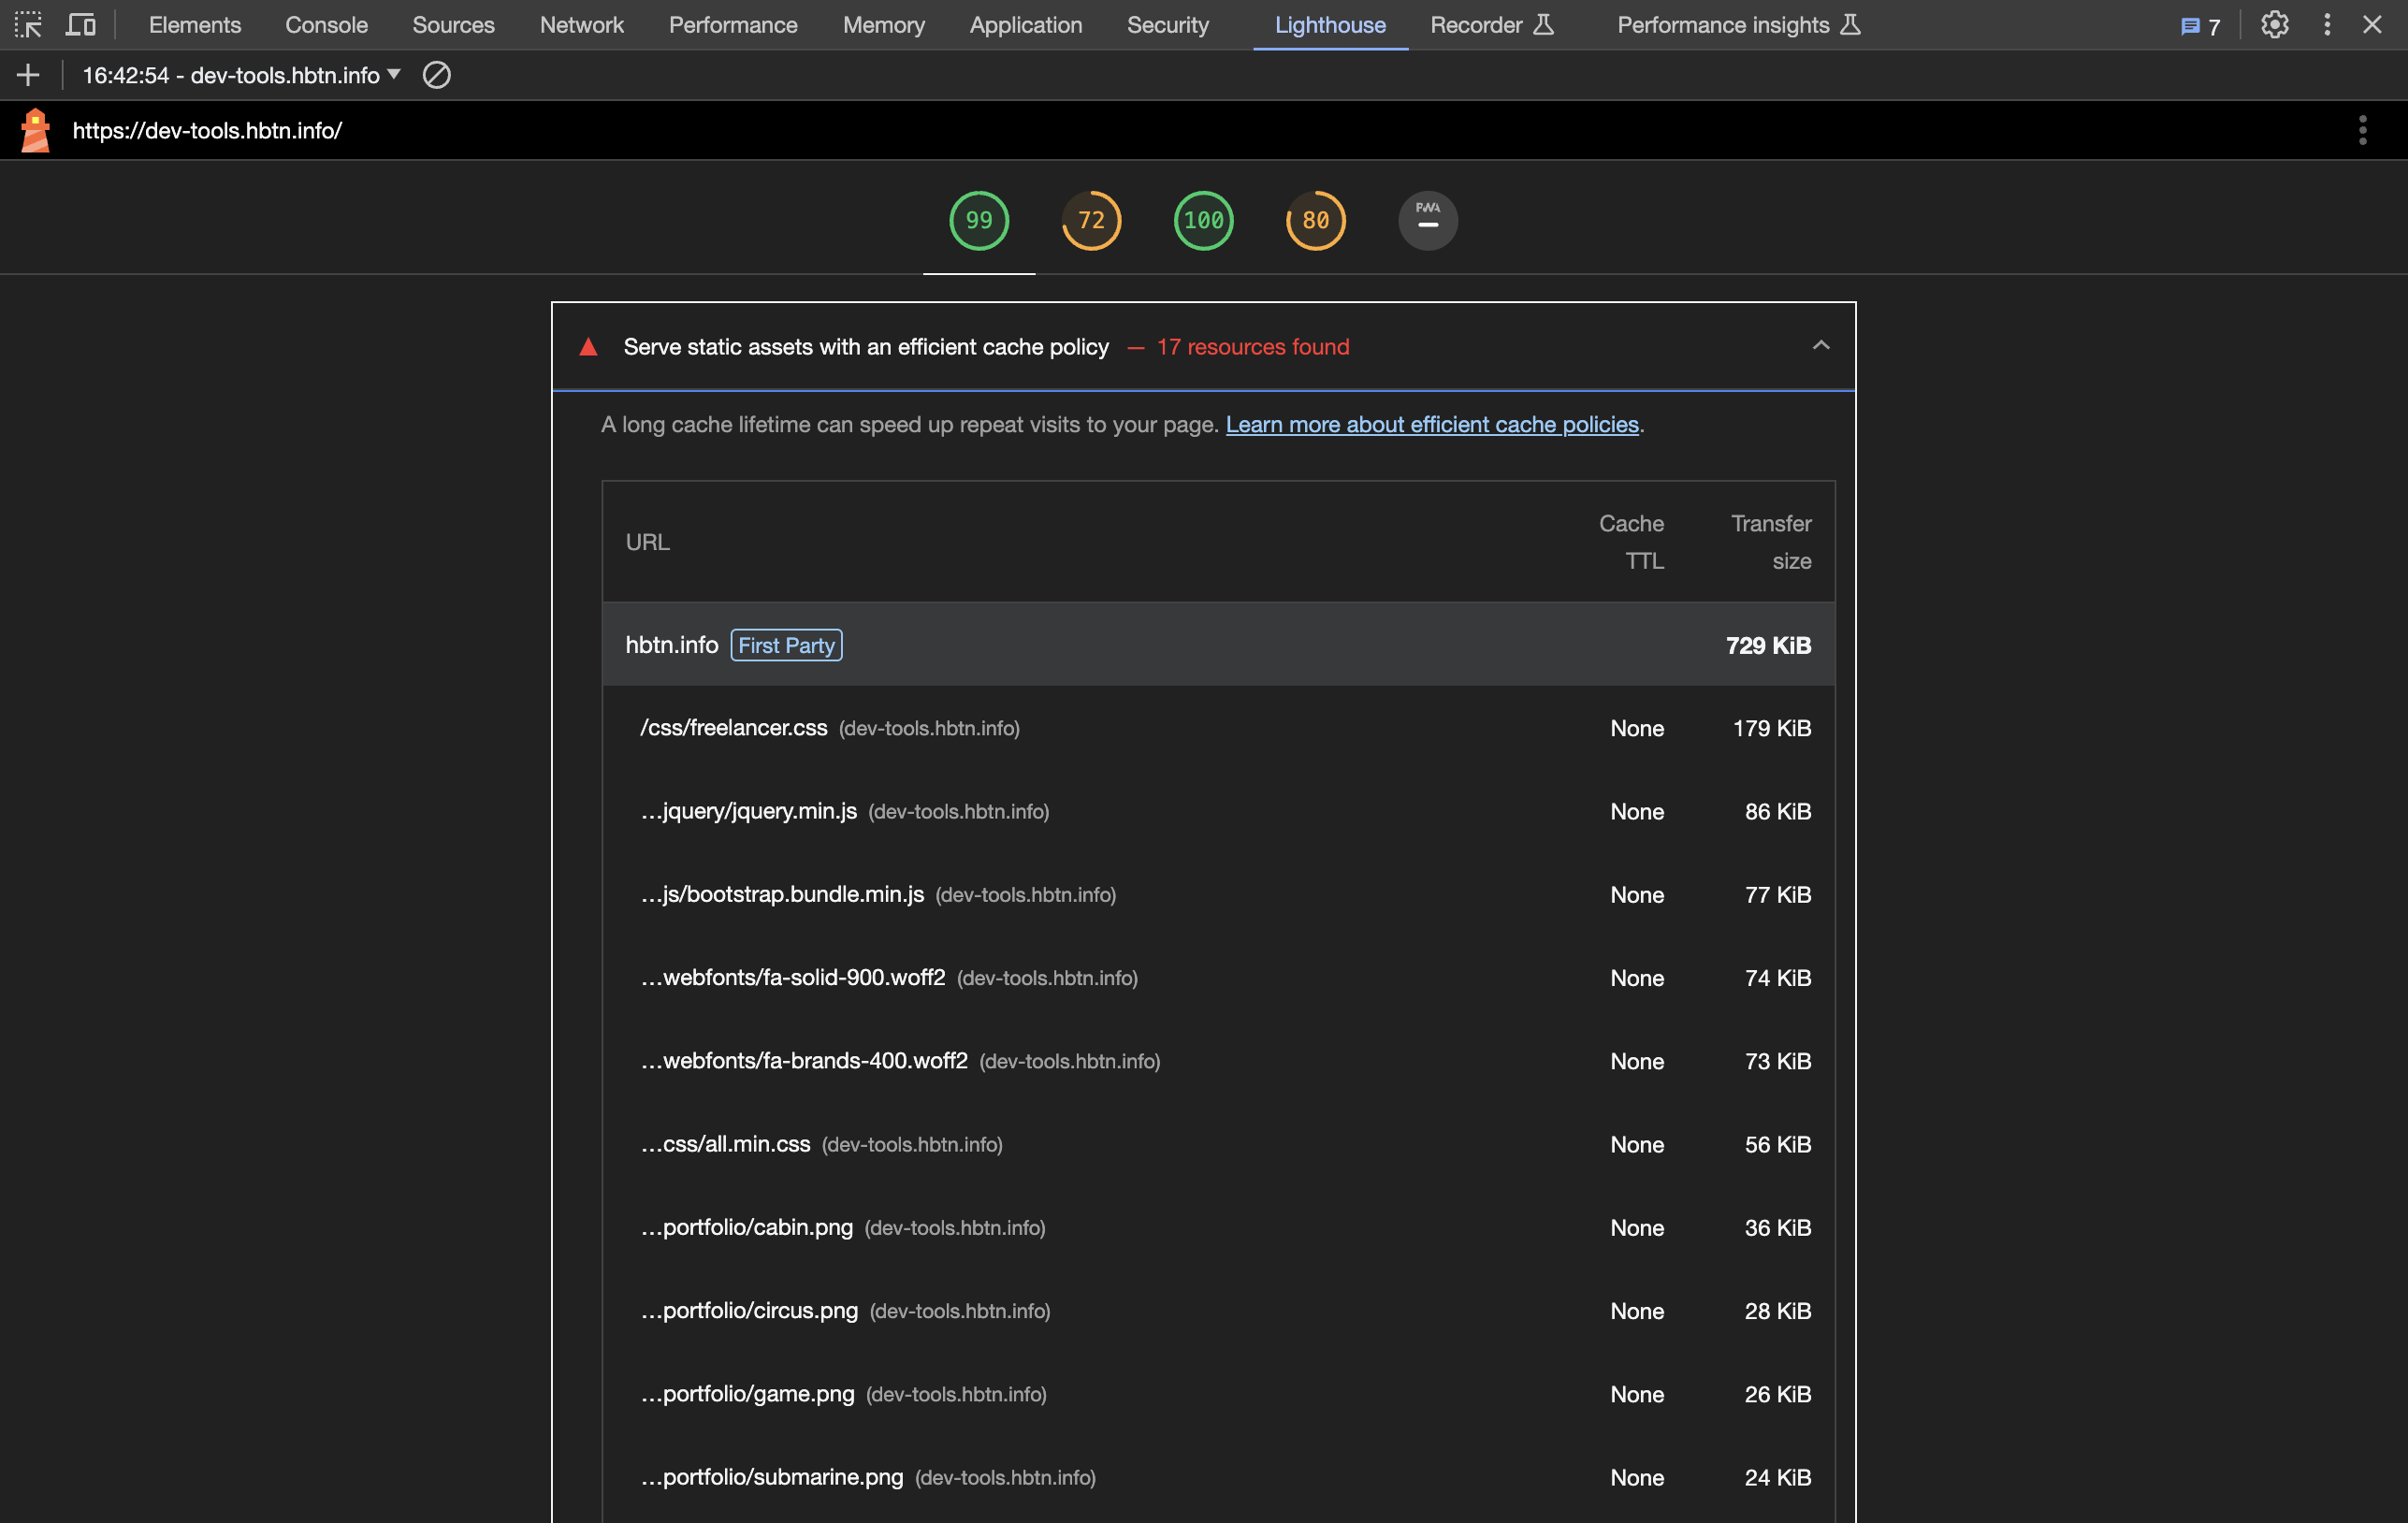 Elements Console Sources Network Performance Memory Application Security Lighthouse Recorder Performance insights 7
16:42:54 - dev-tools.hbtn.info
https://dev-tools.hbtn.info/
99 72 100 80 PWA
Serve static assets with an efficient cache policy — 17 resources found
A long cache lifetime can speed up repeat visits to your page. Learn more about efficient cache policies.
URL Cache TTL Transfer size
hbtn.info First Party 729 KiB
/css/freelancer.css (dev-tools.hbtn.info) None 179 KiB
…jquery/jquery.min.js (dev-tools.hbtn.info) None 86 KiB
…js/bootstrap.bundle.min.js (dev-tools.hbtn.info) None 77 KiB
…webfonts/fa-solid-900.woff2 (dev-tools.hbtn.info) None 74 KiB
…webfonts/fa-brands-400.woff2 (dev-tools.hbtn.info) None 73 KiB
…css/all.min.css (dev-tools.hbtn.info) None 56 KiB
…portfolio/cabin.png (dev-tools.hbtn.info) None 36 KiB
…portfolio/circus.png (dev-tools.hbtn.info) None 28 KiB
…portfolio/game.png (dev-tools.hbtn.info) None 26 KiB
…portfolio/submarine.png (dev-tools.hbtn.info) None 24 KiB